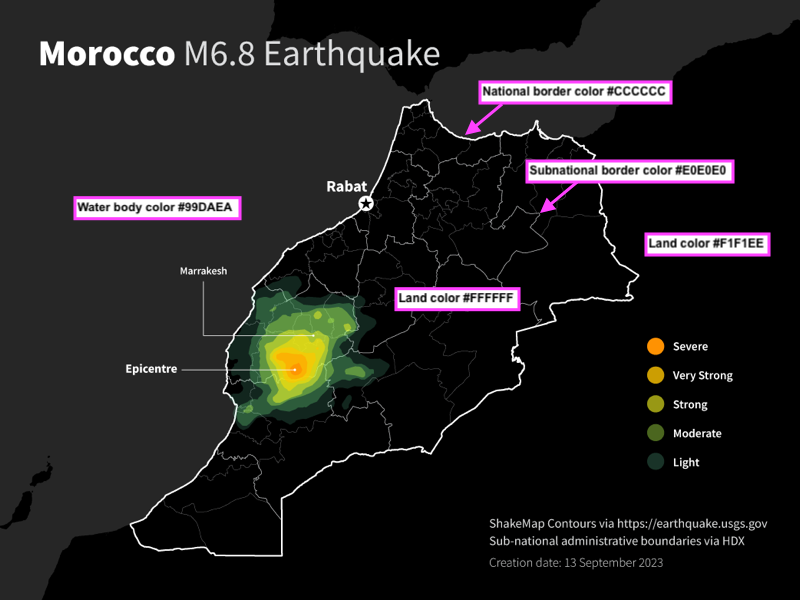 Morocco M6.8 Earthquake
National border color #CCCCCC
Subnational border color #E0E0E0
Rabat
Water body color #99DAEA
Land color #F1F1EE
Marrakesh
Land color #FFFFFF
Epicentre
Severe
Very Strong
Strong
Moderate
Light
ShakeMap Contours via https://earthquake.usgs.gov
Sub-national administrative boundaries via HDX
Creation date: 13 September 2023